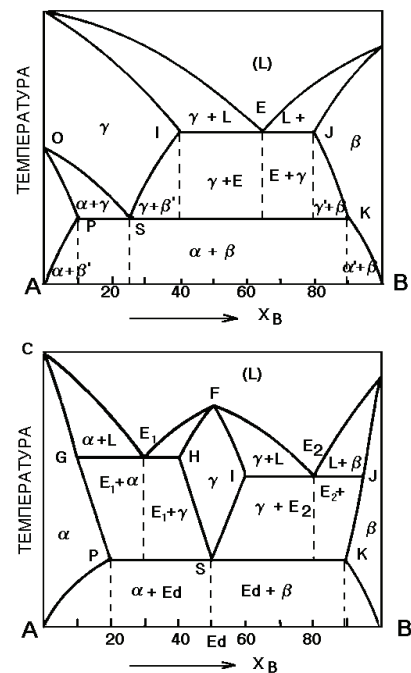 (L)
ТЕМПЕРАТУРА
γ
E
γ + L
L +
I
J
O
β
γ + E
E + γ
α + γ
γ + β'
γ' + β
P
S
K
α + β
A
α + β'
α' + β
B
20
40
60
80
X_B
C
(L)
ТЕМПЕРАТУРА
F
E₁
E₂
α + L
γ + L
L + β
G
H
I
J
E₁ + α
E₂ +
E₁ + γ
γ
γ + E₂
α
β
P
S
K
α + Ed
Ed + β
A
B
20
40
Ed
60
80
X_B